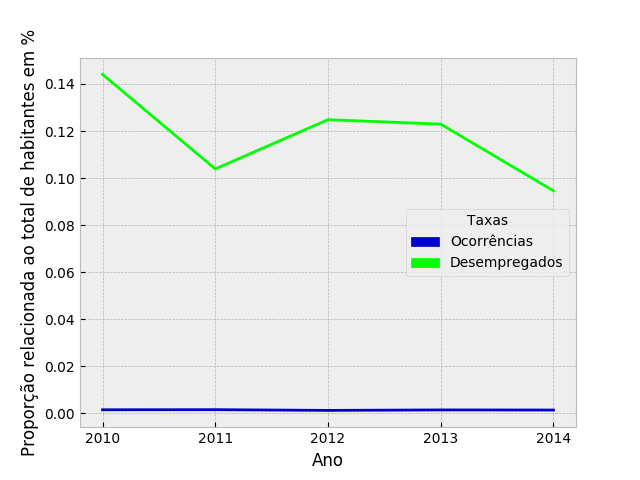 Proporção relacionada ao total de habitantes em %
0.14
0.12
0.10
0.08
0.06
0.04
0.02
0.00
Taxas
Ocorrências
Desempregados
2010 2011 2012 2013 2014
Ano